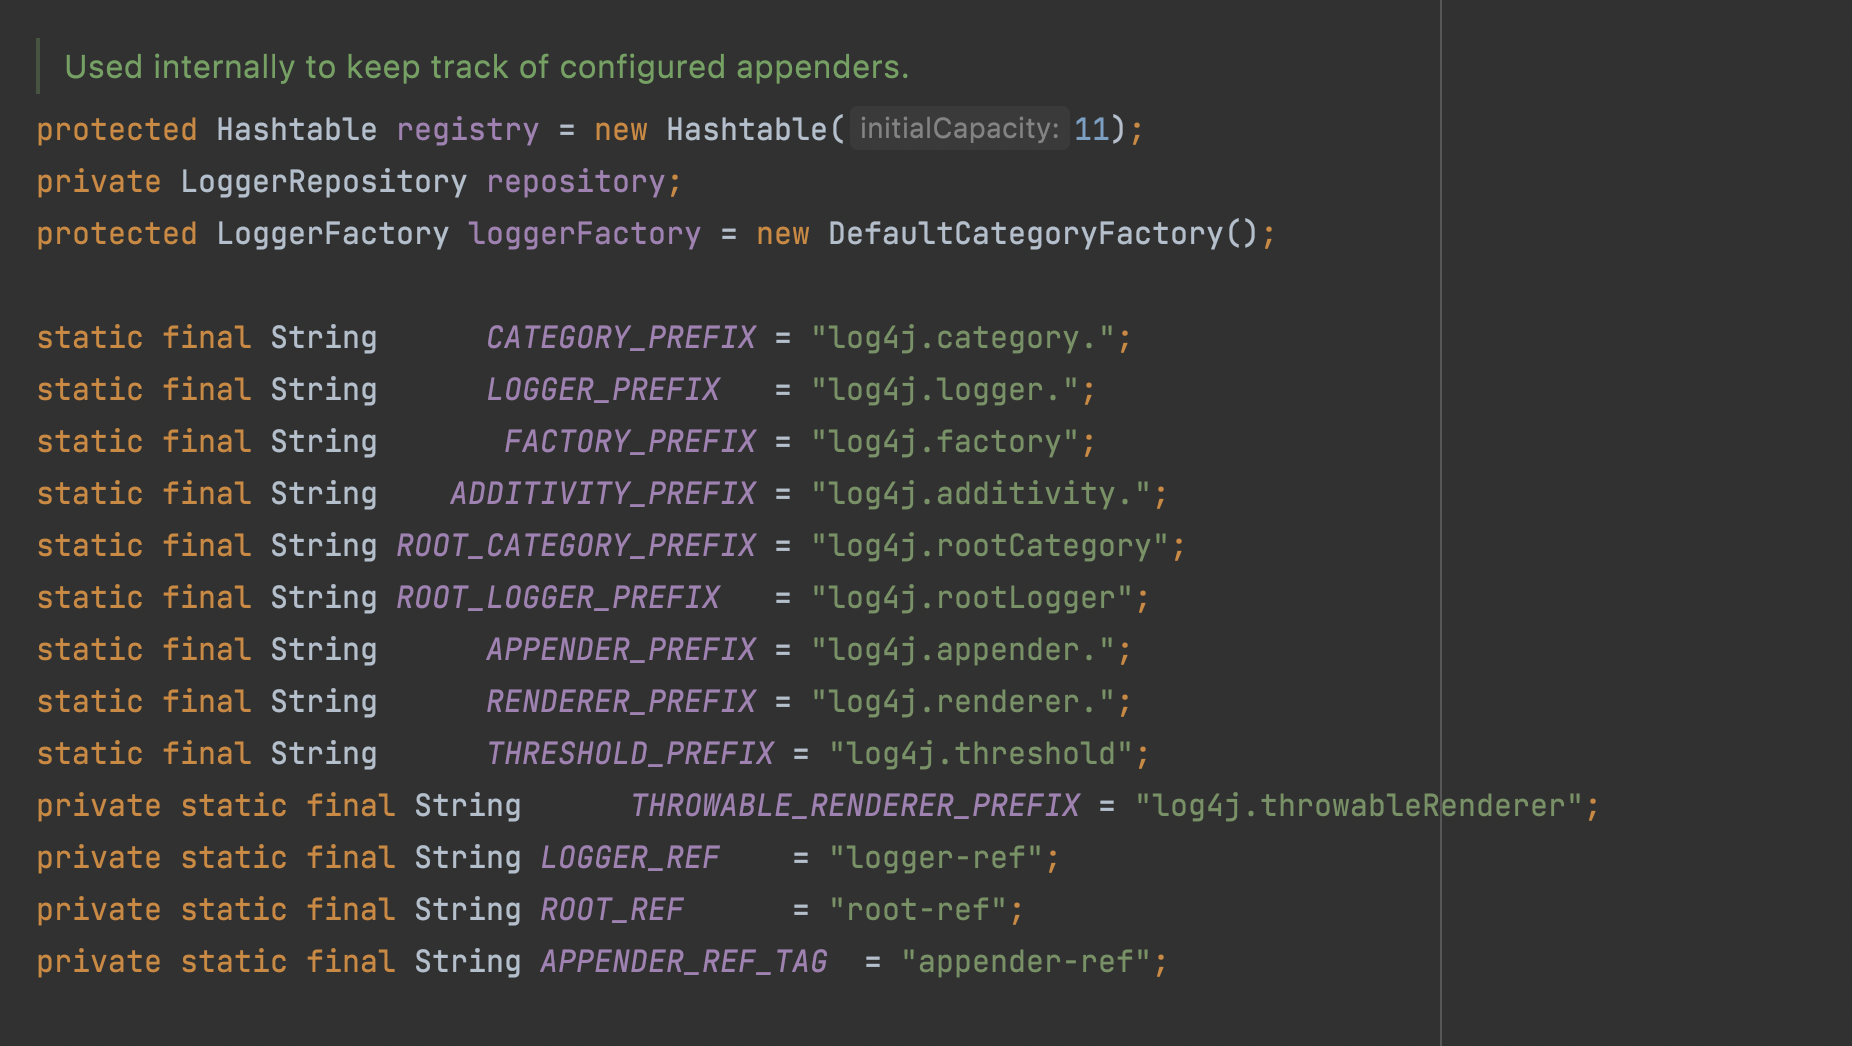 Used internally to keep track of configured appenders.
protected Hashtable registry = new Hashtable( initialCapacity: 11);
private LoggerRepository repository;
protected LoggerFactory loggerFactory = new DefaultCategoryFactory();
static final String      CATEGORY_PREFIX = "log4j.category.";
static final String      LOGGER_PREFIX   = "log4j.logger.";
static final String       FACTORY_PREFIX = "log4j.factory";
static final String    ADDITIVITY_PREFIX = "log4j.additivity.";
static final String ROOT_CATEGORY_PREFIX = "log4j.rootCategory";
static final String ROOT_LOGGER_PREFIX   = "log4j.rootLogger";
static final String      APPENDER_PREFIX = "log4j.appender.";
static final String      RENDERER_PREFIX = "log4j.renderer.";
static final String      THRESHOLD_PREFIX = "log4j.threshold";
private static final String      THROWABLE_RENDERER_PREFIX = "log4j.throwableRenderer";
private static final String LOGGER_REF    = "logger-ref";
private static final String ROOT_REF      = "root-ref";
private static final String APPENDER_REF_TAG  = "appender-ref";